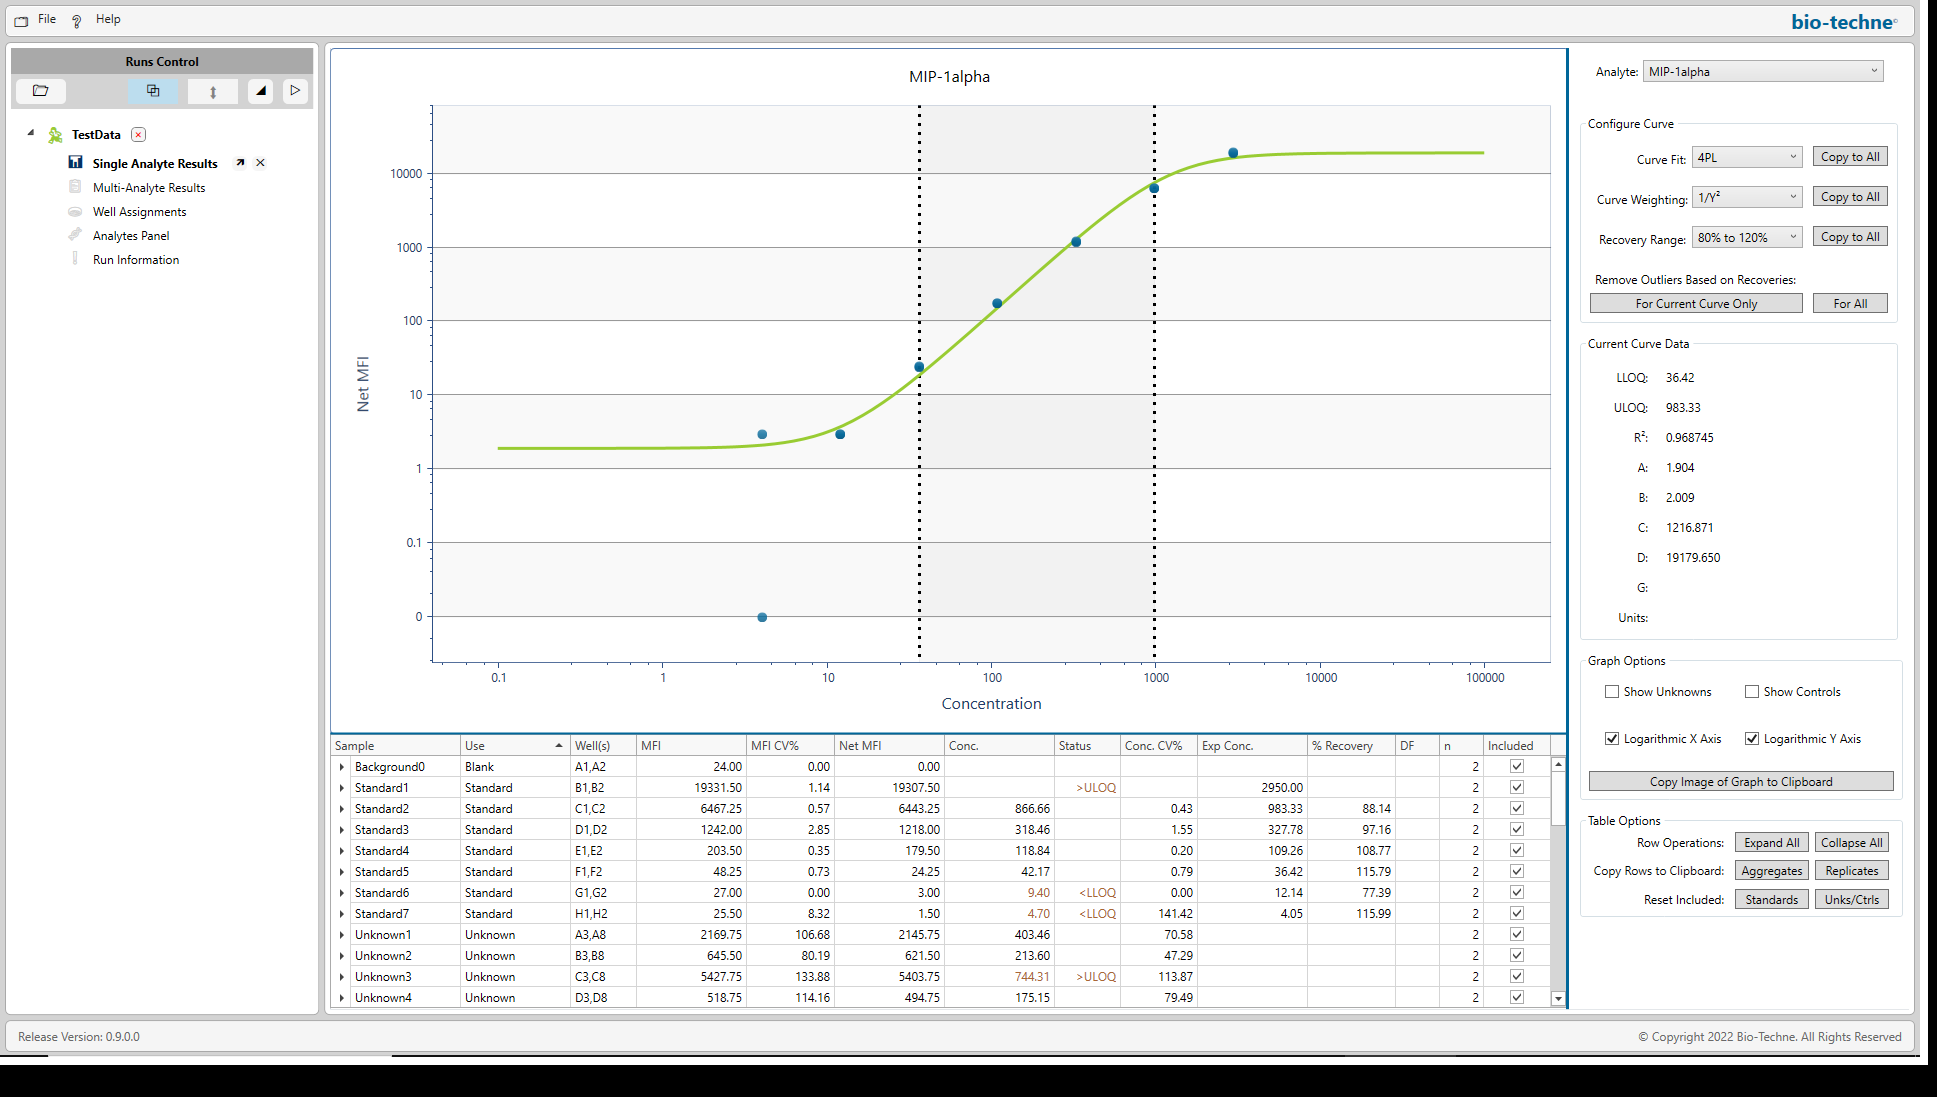 File Help
bio-techne©
Runs Control
TestData
Single Analyte Results
Multi-Analyte Results
Well Assignments
Analytes Panel
Run Information
MIP-1alpha
Net MFI
10000
1000
100
10
1
0.1
0
0.1 1 10 100 1000 10000 100000
Concentration
Sample Use Well(s) MFI MFI CV% Net MFI Conc. Status Conc. CV% Exp Conc. % Recovery DF n Included
Background0 Blank A1,A2 24.00 0.00 0.00 2
Standard1 Standard B1,B2 19331.50 1.14 19307.50 >ULOQ 2950.00 2
Standard2 Standard C1,C2 6467.25 0.57 6443.25 866.66 0.43 983.33 88.14 2
Standard3 Standard D1,D2 1242.00 2.85 1218.00 318.46 1.55 327.78 97.16 2
Standard4 Standard E1,E2 203.50 0.35 179.50 118.84 0.20 109.26 108.77 2
Standard5 Standard F1,F2 48.25 0.73 24.25 42.17 0.79 36.42 115.79 2
Standard6 Standard G1,G2 27.00 0.00 3.00 9.40 <LLOQ 0.00 12.14 77.39 2
Standard7 Standard H1,H2 25.50 8.32 1.50 4.70 <LLOQ 141.42 4.05 115.99 2
Unknown1 Unknown A3,A8 2169.75 106.68 2145.75 403.46 70.58 2
Unknown2 Unknown B3,B8 645.50 80.19 621.50 213.60 47.29 2
Unknown3 Unknown C3,C8 5427.75 133.88 5403.75 744.31 >ULOQ 113.87 2
Unknown4 Unknown D3,D8 518.75 114.16 494.75 175.15 79.49 2
Analyte: MIP-1alpha
Configure Curve
Curve Fit: 4PL Copy to All
Curve Weighting: 1/Y² Copy to All
Recovery Range: 80% to 120% Copy to All
Remove Outliers Based on Recoveries:
For Current Curve Only For All
Current Curve Data
LLOQ: 36.42
ULOQ: 983.33
R²: 0.968745
A: 1.904
B: 2.009
C: 1216.871
D: 19179.650
G:
Units:
Graph Options
Show Unknowns Show Controls
Logarithmic X Axis Logarithmic Y Axis
Copy Image of Graph to Clipboard
Table Options
Row Operations: Expand All Collapse All
Copy Rows to Clipboard: Aggregates Replicates
Reset Included: Standards Unks/Ctrls
Release Version: 0.9.0.0
© Copyright 2022 Bio-Techne. All Rights Reserved